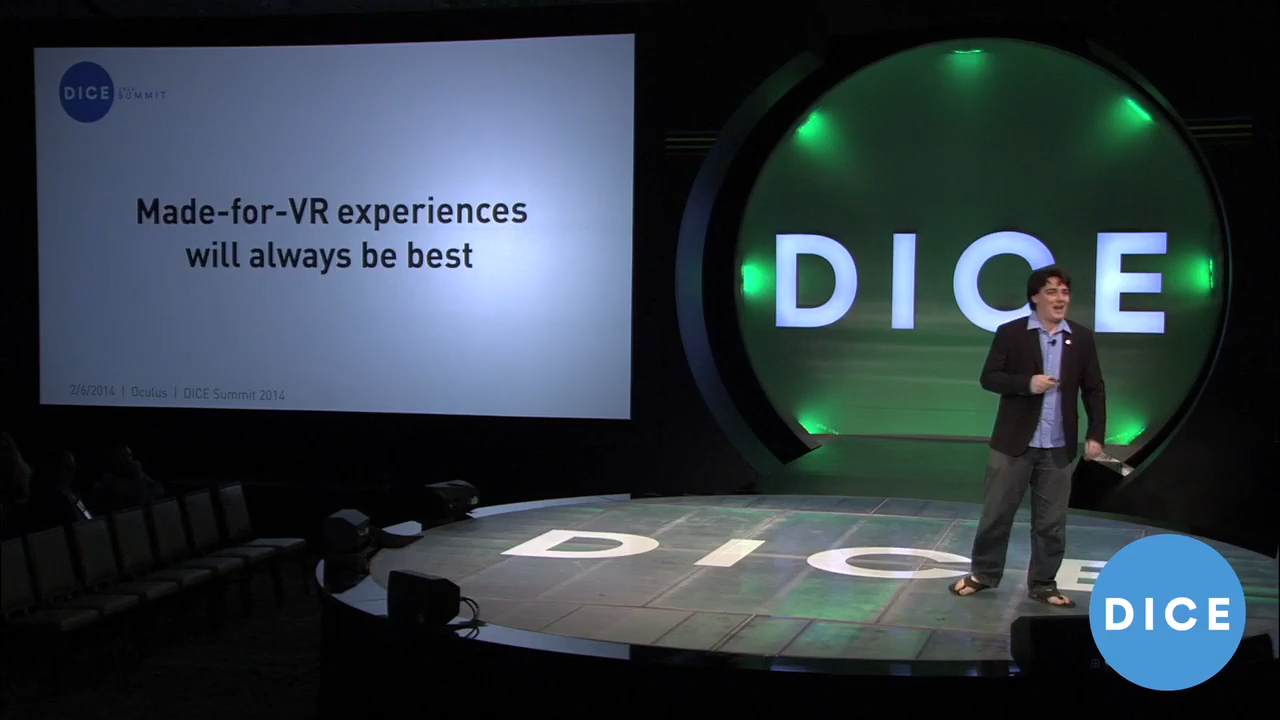 DICE
SUMMIT
Made-for-VR experiences
will always be best
2/6/2014 | Oculus | DICE Summit 2014
DICE
DICE
DICE